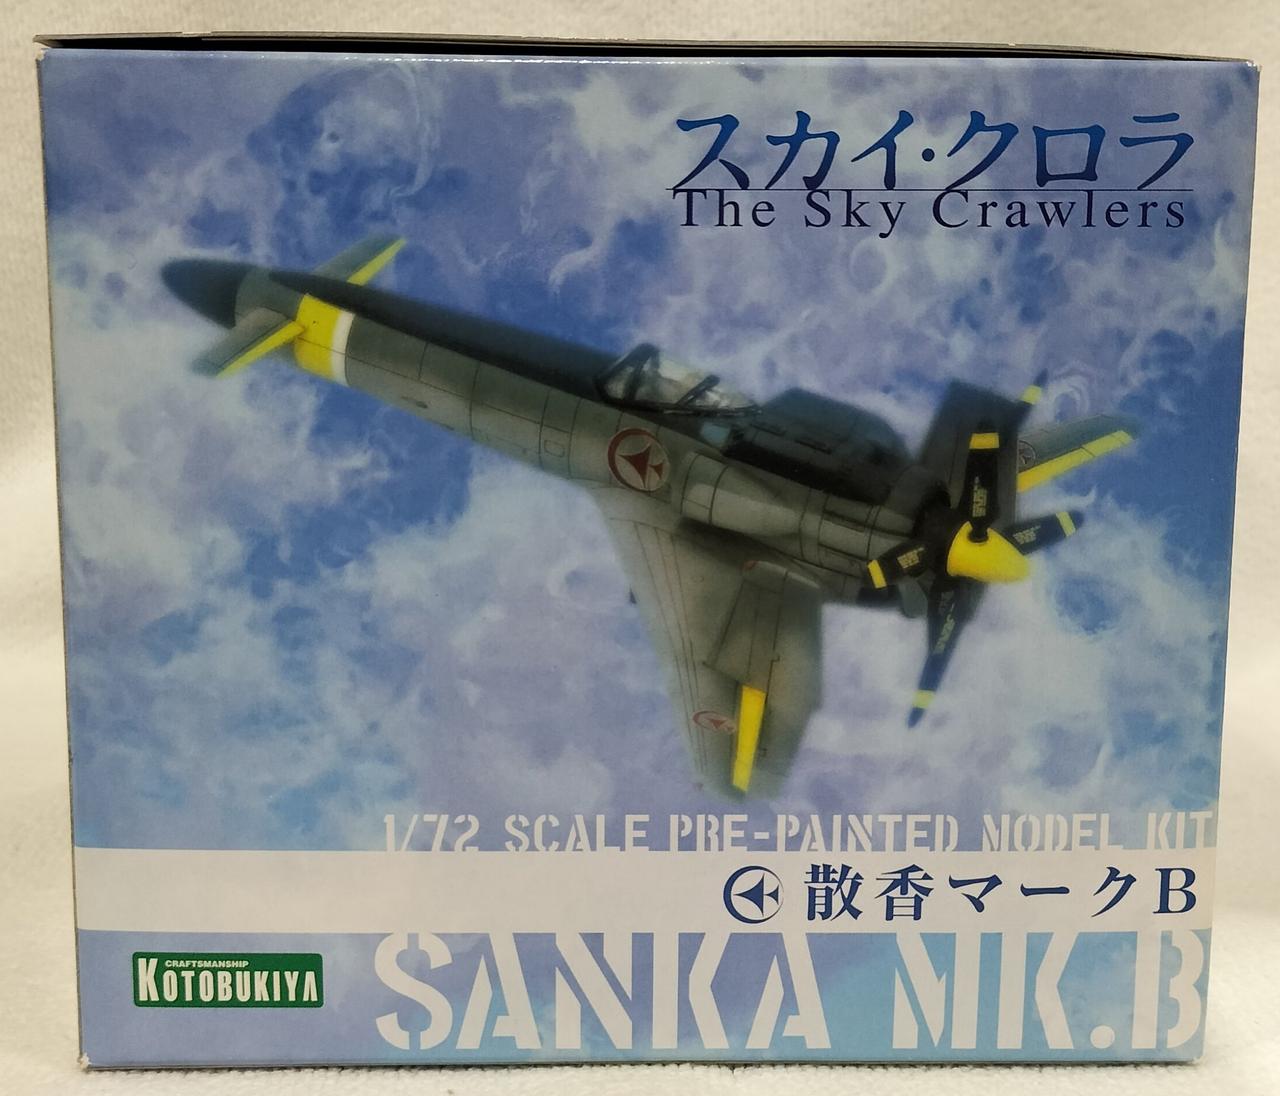 スカイ・クロラ
The Sky Crawlers
1/72 SCALE PRE-PAINTED MODEL KIT
散香マークB
SANKA MK.B
CRAFTSMANSHIP
KOTOBUKIYA